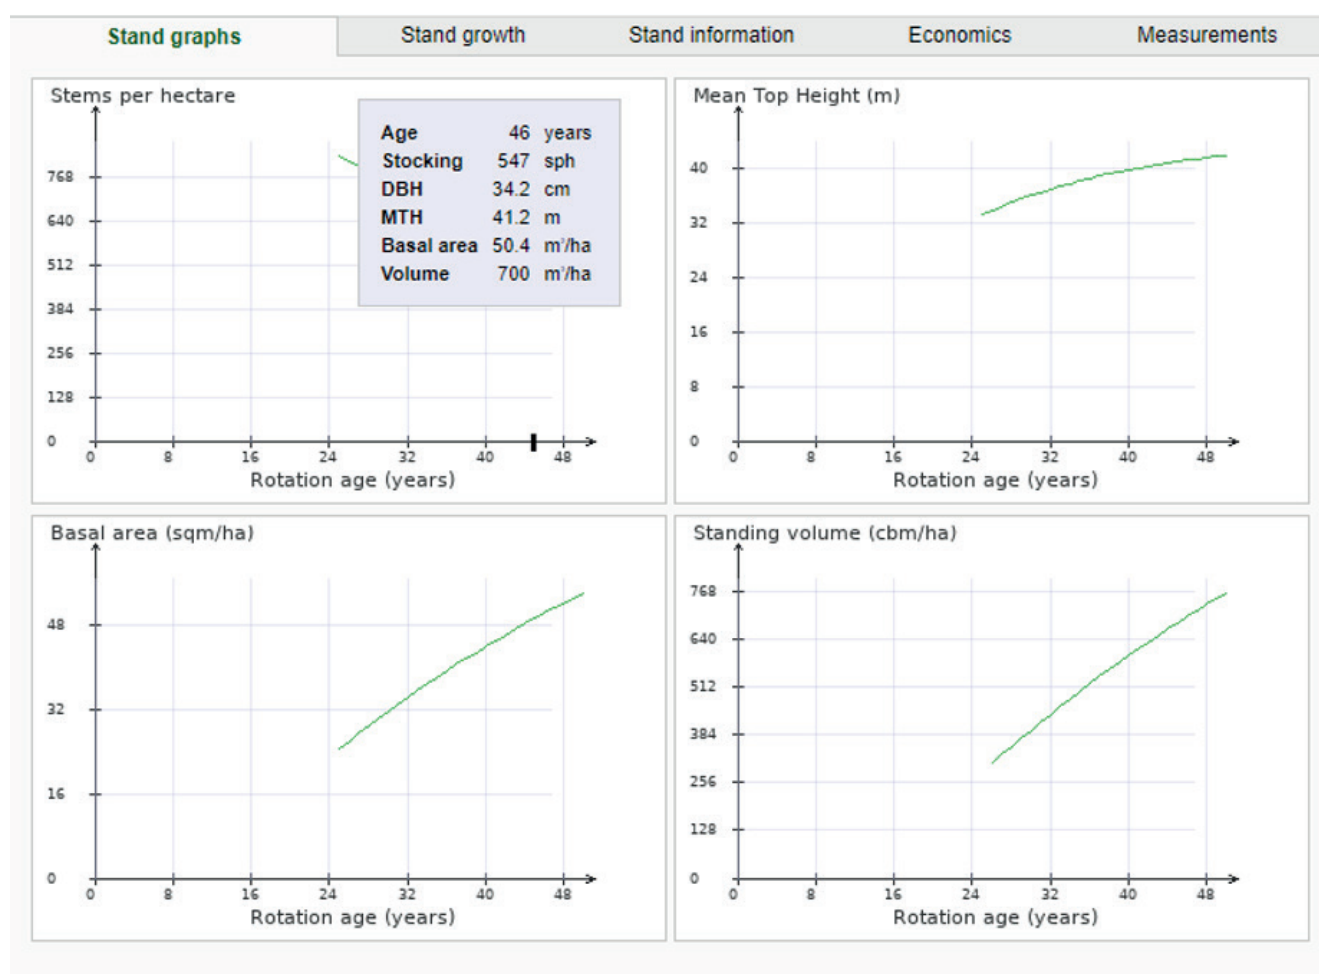 Stand graphs Stand growth Stand information Economics Measurements
Stems per hectare
768
640
512
384
256
128
0
0 8 16 24 32 40 48
Rotation age (years)
Age 46 years
Stocking 547 sph
DBH 34.2 cm
MTH 41.2 m
Basal area 50.4 m²/ha
Volume 700 m³/ha
Mean Top Height (m)
40
32
24
16
8
0
0 8 16 24 32 40 48
Rotation age (years)
Basal area (sqm/ha)
48
32
16
0
0 8 16 24 32 40 48
Rotation age (years)
Standing volume (cbm/ha)
768
640
512
384
256
128
0
0 8 16 24 32 40 48
Rotation age (years)